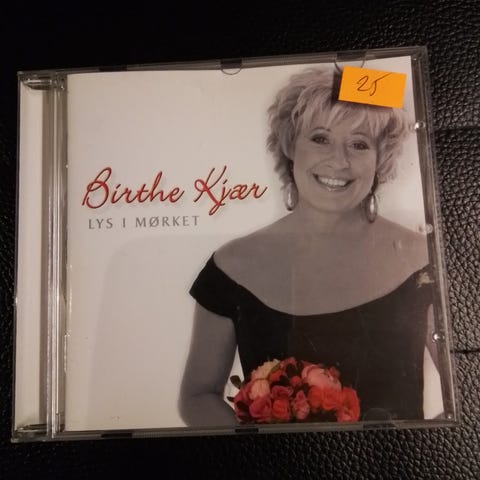 25
Birthe Kjær
LYS I MØRKET